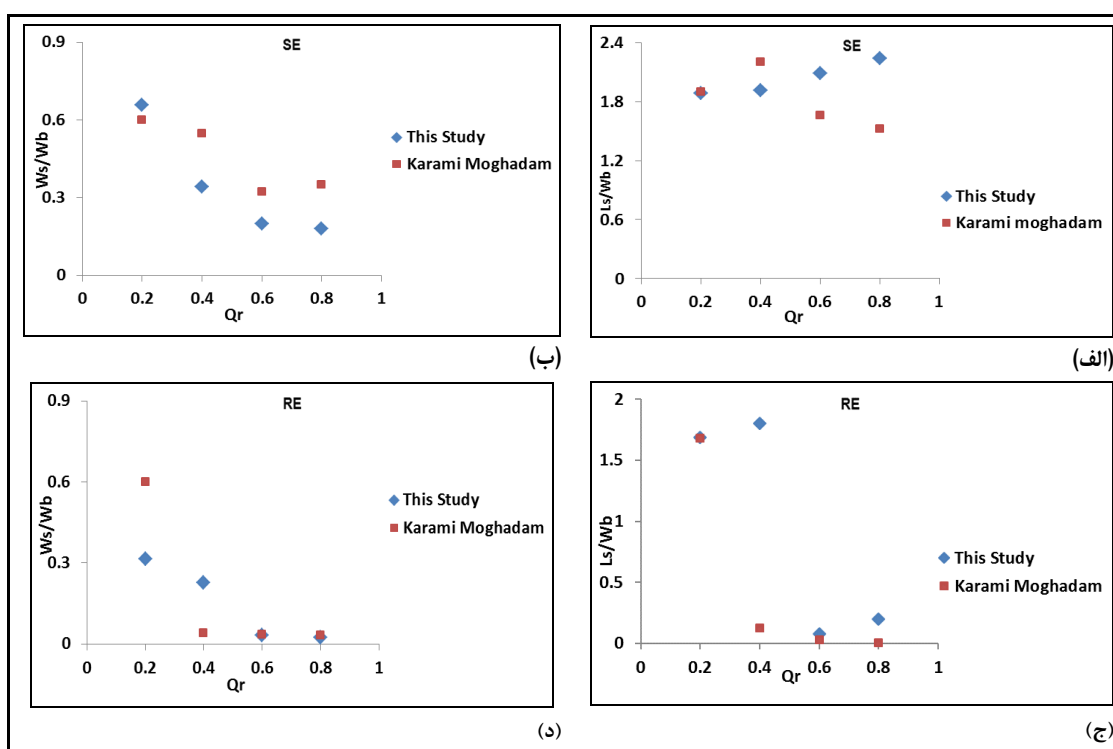 SE
0.9
0.6
0.3
0
Ws/Wb
0 0.2 0.4 0.6 0.8 1
Qr
This Study
Karami Moghadam
(ب)
SE
2.4
1.8
1.2
0.6
0
Ls/Wb
0 0.2 0.4 0.6 0.8 1
Qr
This Study
Karami moghadam
(الف)
RE
0.9
0.6
0.3
0
Ws/Wb
0 0.2 0.4 0.6 0.8 1
Qr
This Study
Karami Moghadam
(د)
RE
2
1.5
1
0.5
0
Ls/Wb
0 0.2 0.4 0.6 0.8 1
Qr
This Study
Karami Moghadam
(ج)